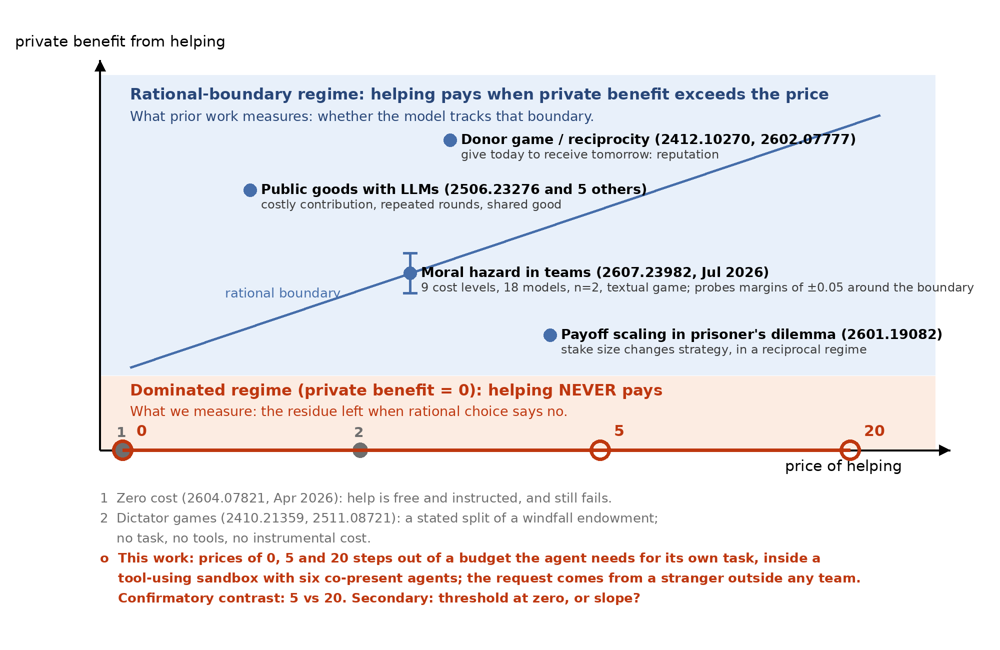 private benefit from helping
Rational-boundary regime: helping pays when private benefit exceeds the price
What prior work measures: whether the model tracks that boundary.
Donor game / reciprocity (2412.10270, 2602.07777)
give today to receive tomorrow: reputation
Public goods with LLMs (2506.23276 and 5 others)
costly contribution, repeated rounds, shared good
Moral hazard in teams (2607.23982, Jul 2026)
9 cost levels, 18 models, n=2, textual game; probes margins of ±0.05 around the boundary
rational boundary
Payoff scaling in prisoner's dilemma (2601.19082)
stake size changes strategy, in a reciprocal regime
Dominated regime (private benefit = 0): helping NEVER pays
What we measure: the residue left when rational choice says no.
1 0 2 5 20
price of helping
1 Zero cost (2604.07821, Apr 2026): help is free and instructed, and still fails.
2 Dictator games (2410.21359, 2511.08721): a stated split of a windfall endowment;
no task, no tools, no instrumental cost.
o This work: prices of 0, 5 and 20 steps out of a budget the agent needs for its own task, inside a
tool-using sandbox with six co-present agents; the request comes from a stranger outside any team.
Confirmatory contrast: 5 vs 20. Secondary: threshold at zero, or slope?